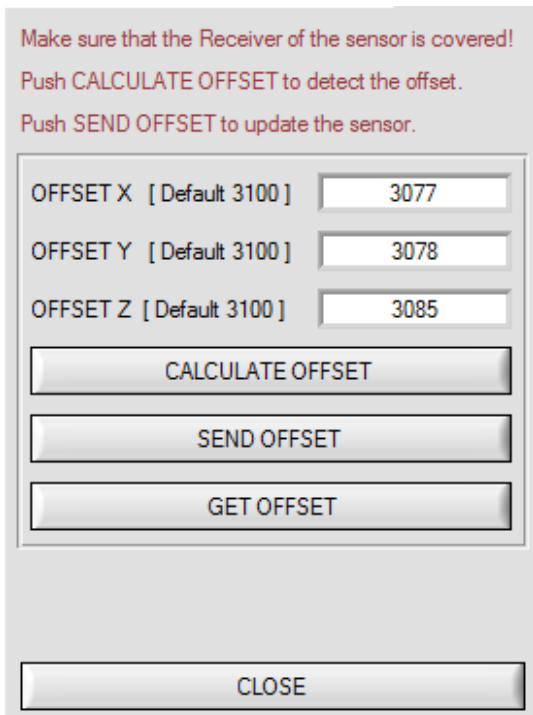 Make sure that the Receiver of the sensor is covered!
Push CALCULATE OFFSET to detect the offset.
Push SEND OFFSET to update the sensor.
OFFSET X [ Default 3100 ] 3077
OFFSET Y [ Default 3100 ] 3078
OFFSET Z [ Default 3100 ] 3085
CALCULATE OFFSET
SEND OFFSET
GET OFFSET
CLOSE